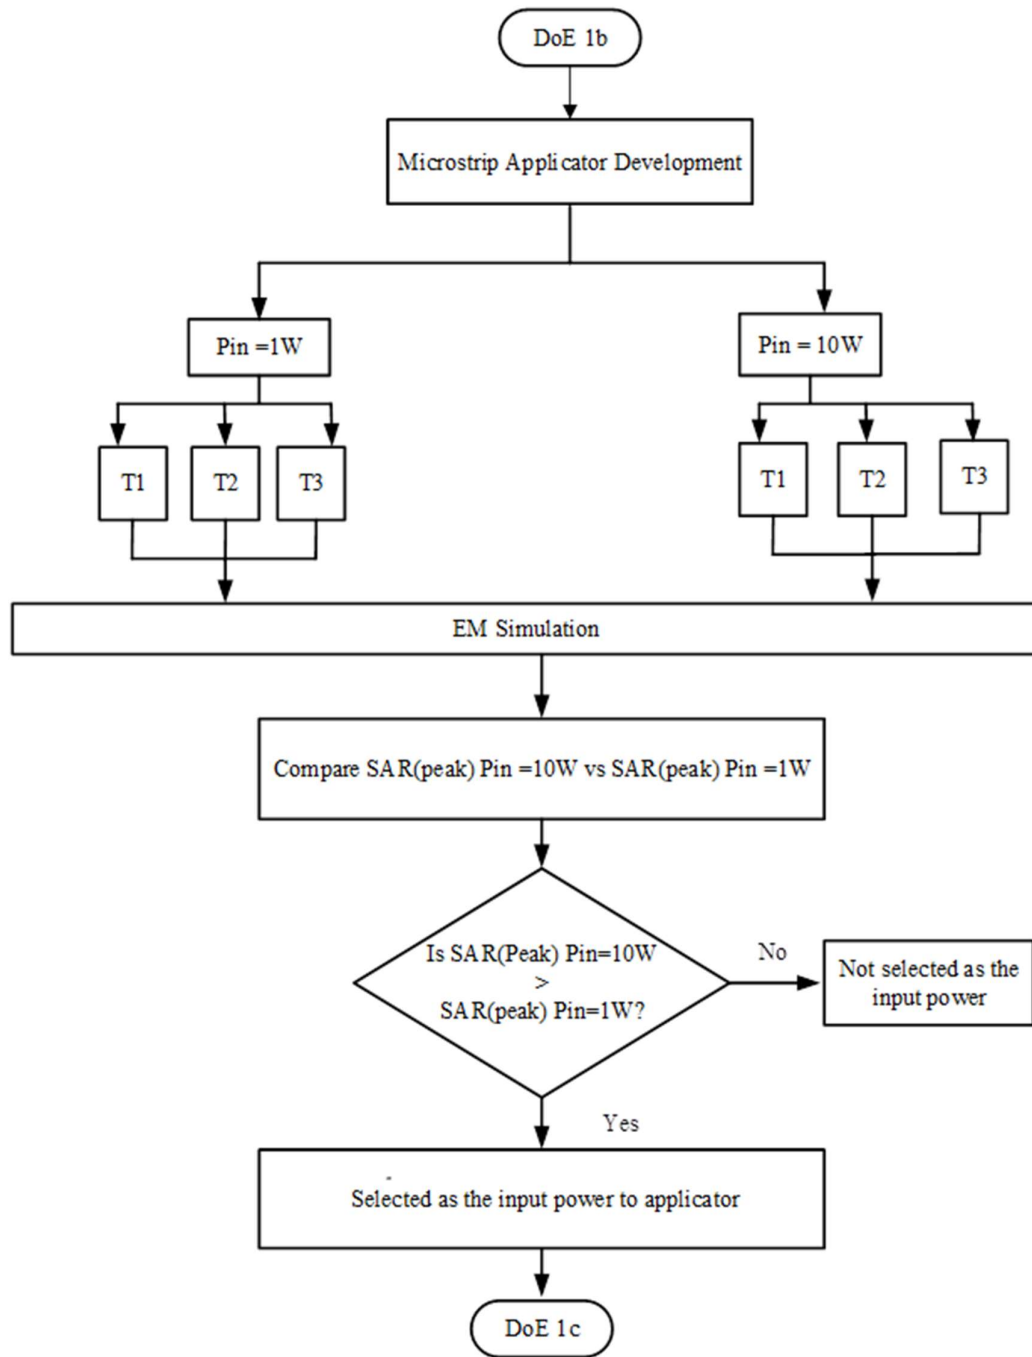 DoE 1b
Microstrip Applicator Development
Pin =1W
Pin = 10W
T1
T2
T3
T1
T2
T3
EM Simulation
Compare SAR(peak) Pin =10W vs SAR(peak) Pin =1W
Is SAR(Peak) Pin=10W
>
SAR(peak) Pin=1W?
No
Not selected as the
input power
Yes
Selected as the input power to applicator
DoE 1c